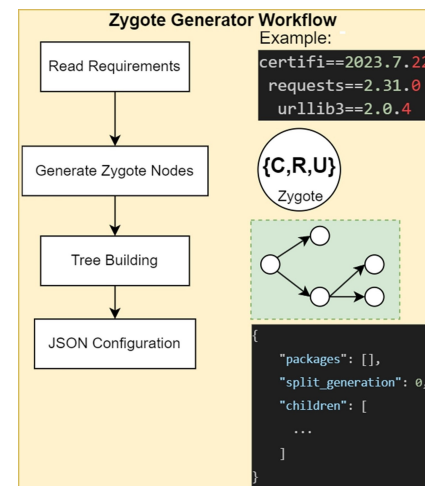 Zygote Generator Workflow
Example:
Read Requirements
certifi==2023.7.22
requests==2.31.0
urllib3==2.0.4
Generate Zygote Nodes
{C,R,U}
Zygote
Tree Building
JSON Configuration
{
"packages": [],
"split_generation": 0,
"children": [
...
]
}